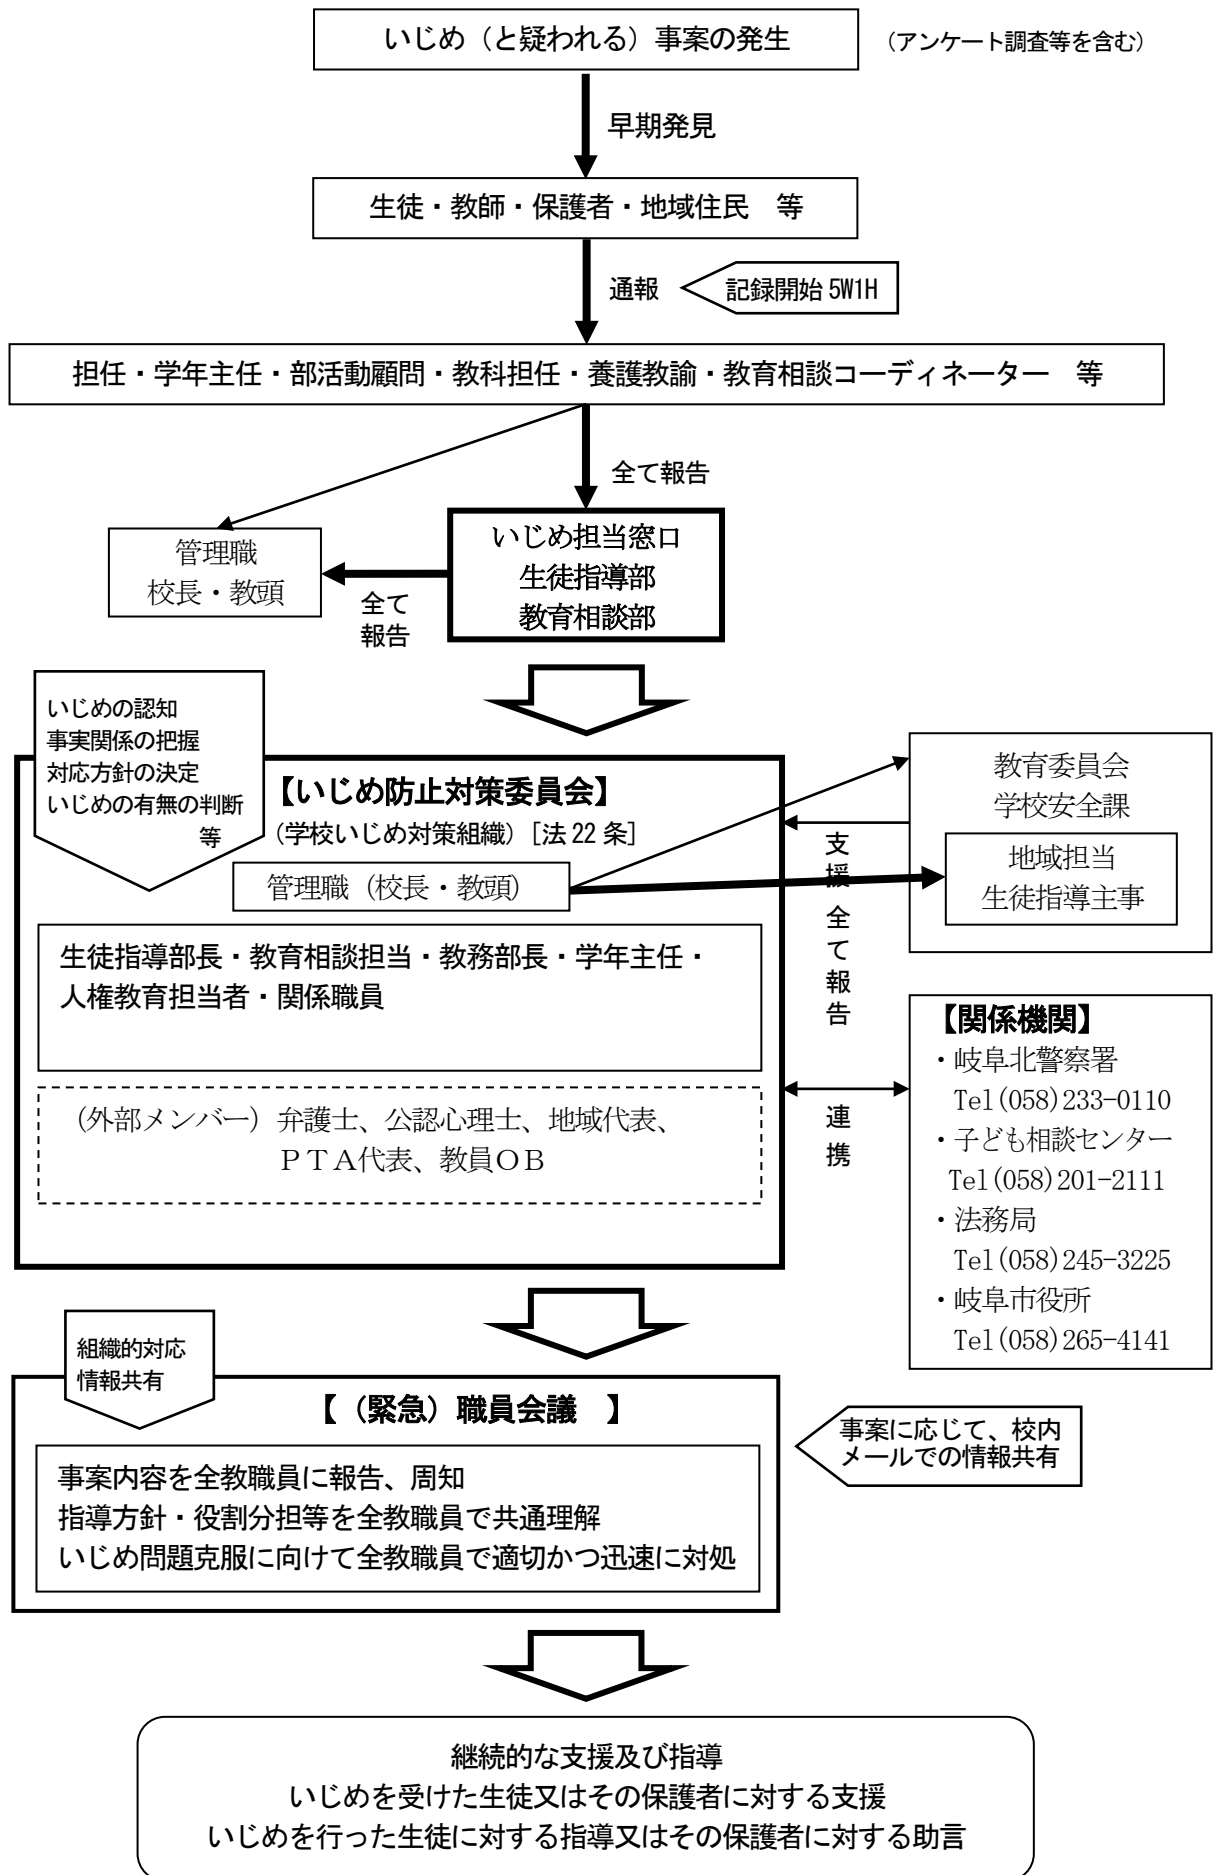 いじめ（と疑われる）事案の発生
（アンケート調査等を含む）
早期発見
生徒・教師・保護者・地域住民　等
通報
記録開始 5W1H
担任・学年主任・部活動顧問・教科担任・養護教諭・教育相談コーディネーター　等
全て報告
いじめ担当窓口
生徒指導部
教育相談部
管理職
校長・教頭
全て
報告
いじめの認知
事実関係の把握
対応方針の決定
いじめの有無の判断
等
【いじめ防止対策委員会】
（学校いじめ対策組織）［法 22 条］
管理職（校長・教頭）
生徒指導部長・教育相談担当・教務部長・学年主任・
人権教育担当者・関係職員
（外部メンバー）弁護士、公認心理士、地域代表、
ＰＴＡ代表、教員ＯＢ
教育委員会
学校安全課
地域担当
生徒指導主事
支援
全て報告
連携
【関係機関】
・岐阜北警察署
Tel(058)233-0110
・子ども相談センター
Tel(058)201-2111
・法務局
Tel(058)245-3225
・岐阜市役所
Tel(058)265-4141
組織的対応
情報共有
【（緊急）職員会議　】
事案内容を全教職員に報告、周知
指導方針・役割分担等を全教職員で共通理解
いじめ問題克服に向けて全教職員で適切かつ迅速に対処
事案に応じて、校内
メールでの情報共有
継続的な支援及び指導
いじめを受けた生徒又はその保護者に対する支援
いじめを行った生徒に対する指導又はその保護者に対する助言